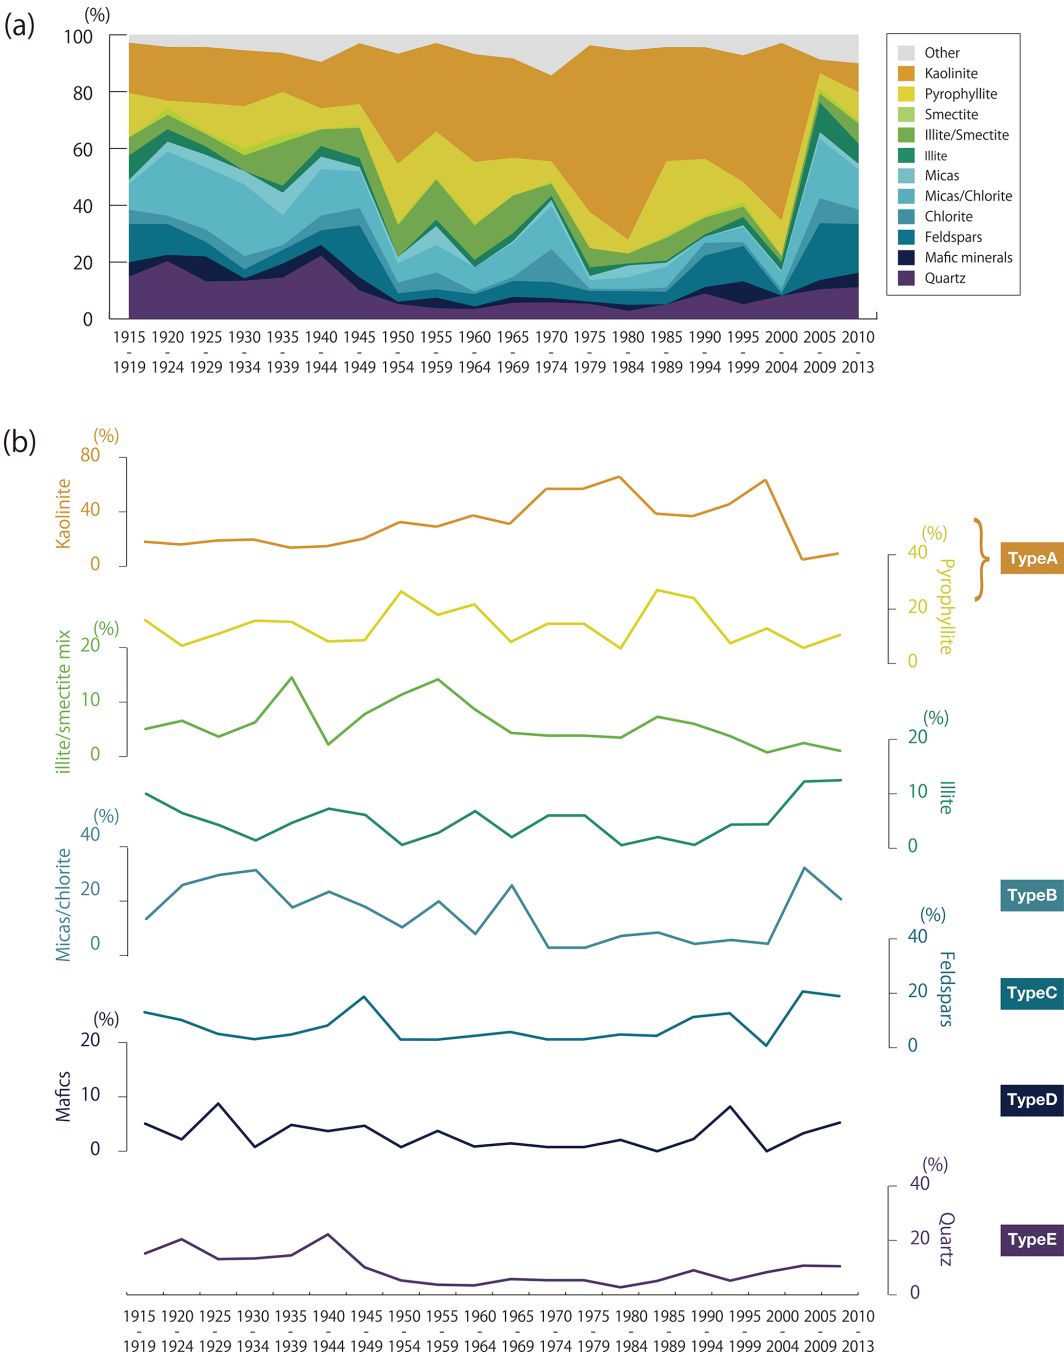 (a)
(%)
100
80
60
40
20
0
1915 1920 1925 1930 1935 1940 1945 1950 1955 1960 1965 1970 1975 1980 1985 1990 1995 2000 2005 2010
- - - - - - - - - - - - - - - - - - - -
1919 1924 1929 1934 1939 1944 1949 1954 1959 1964 1969 1974 1979 1984 1989 1994 1999 2004 2009 2013
Other
Kaolinite
Pyrophyllite
Smectite
Illite/Smectite
Illite
Micas
Micas/Chlorite
Chlorite
Feldspars
Mafic minerals
Quartz
(b)
(%)
80
40
0
Kaolinite
(%)
40
20
0
Pyrophyllite
TypeA
(%)
20
10
0
illite/smectite mix
(%)
20
10
0
Illite
(%)
40
20
0
Micas/chlorite
TypeB
(%)
40
20
0
Feldspars
TypeC
(%)
20
10
0
Mafics
TypeD
(%)
40
20
0
Quartz
TypeE
1915 1920 1925 1930 1935 1940 1945 1950 1955 1960 1965 1970 1975 1980 1985 1990 1995 2000 2005 2010
- - - - - - - - - - - - - - - - - - - -
1919 1924 1929 1934 1939 1944 1949 1954 1959 1964 1969 1974 1979 1984 1989 1994 1999 2004 2009 2013